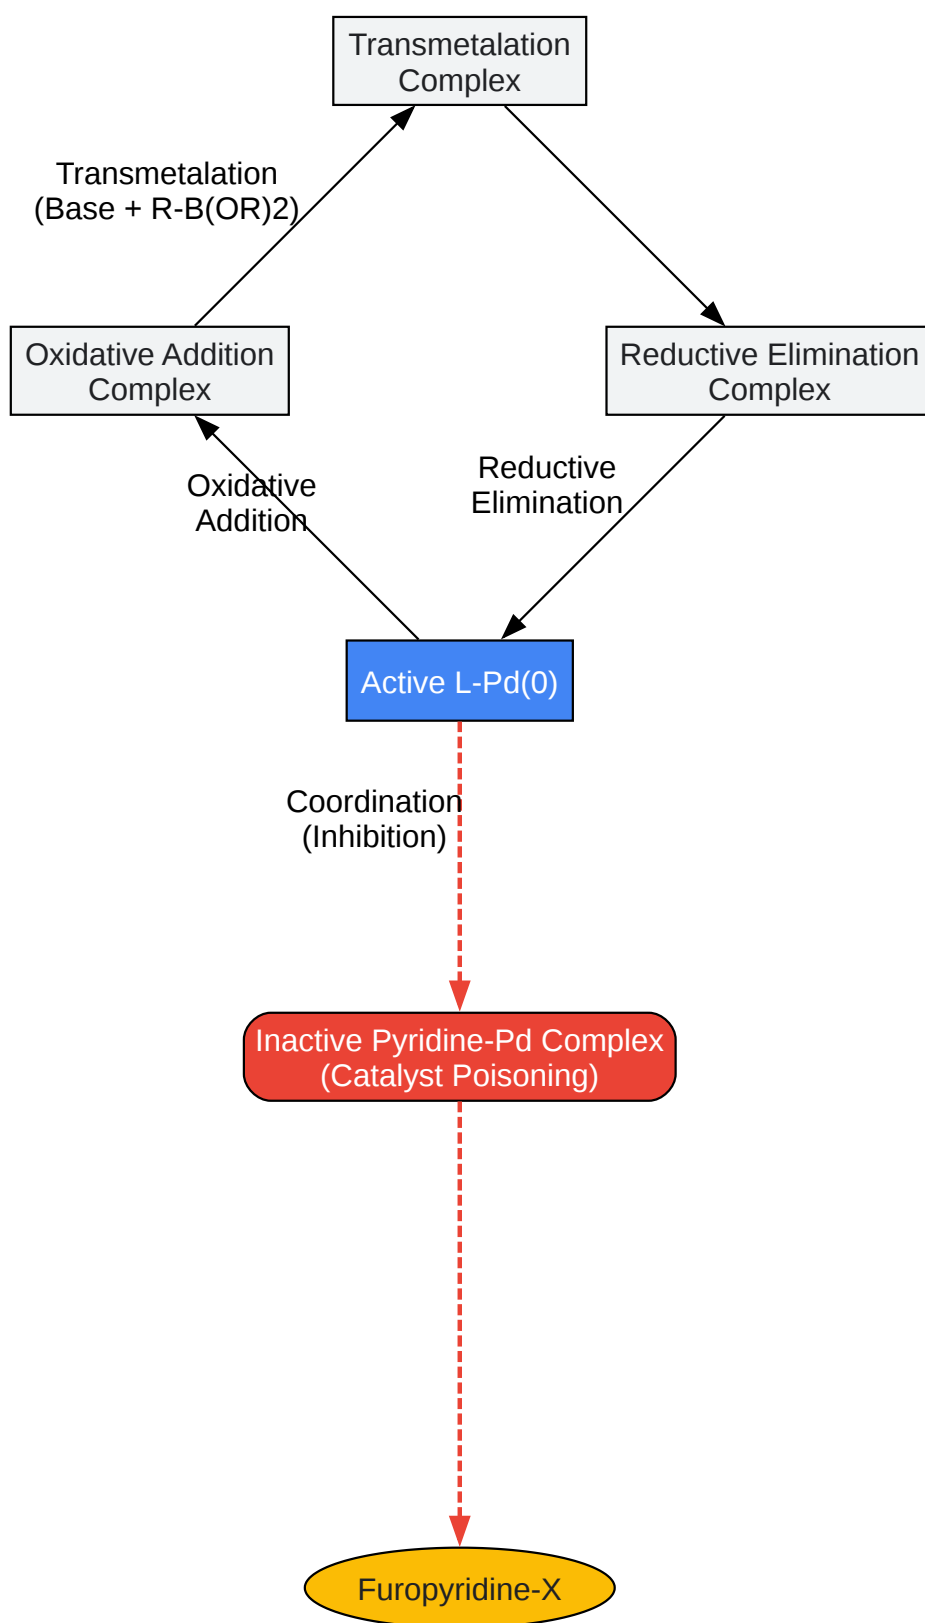 Transmetalation
Complex
Transmetalation
(Base + R-B(OR)2)
Oxidative Addition
Complex
Reductive Elimination
Complex
Oxidative
Addition
Reductive
Elimination
Active L-Pd(0)
Coordination
(Inhibition)
Inactive Pyridine-Pd Complex
(Catalyst Poisoning)
Furopyridine-X